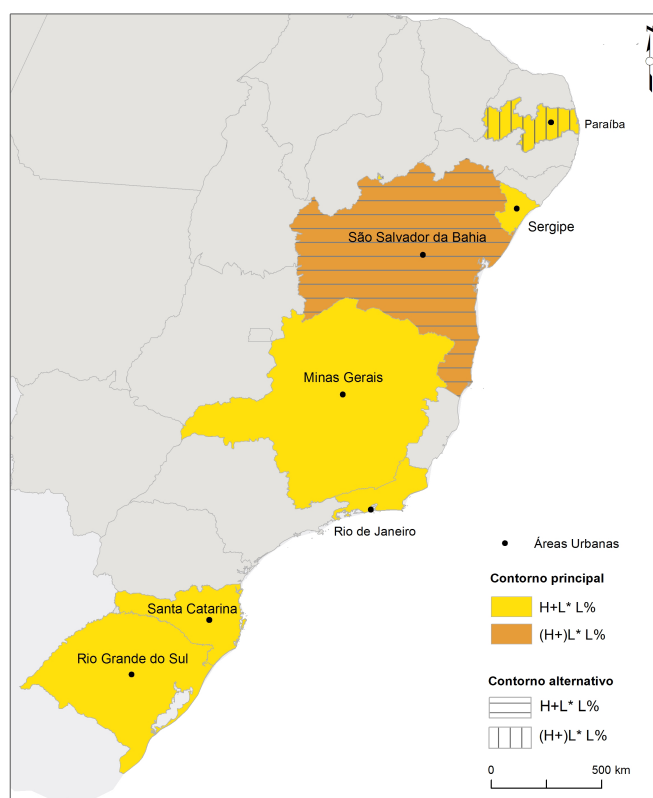 Paraíba
Sergipe
São Salvador da Bahia
Minas Gerais
Rio de Janeiro
Santa Catarina
Rio Grande do Sul
Áreas Urbanas
Contorno principal
H+L* L%
(H+)L* L%
Contorno alternativo
H+L* L%
(H+)L* L%
0 500 km